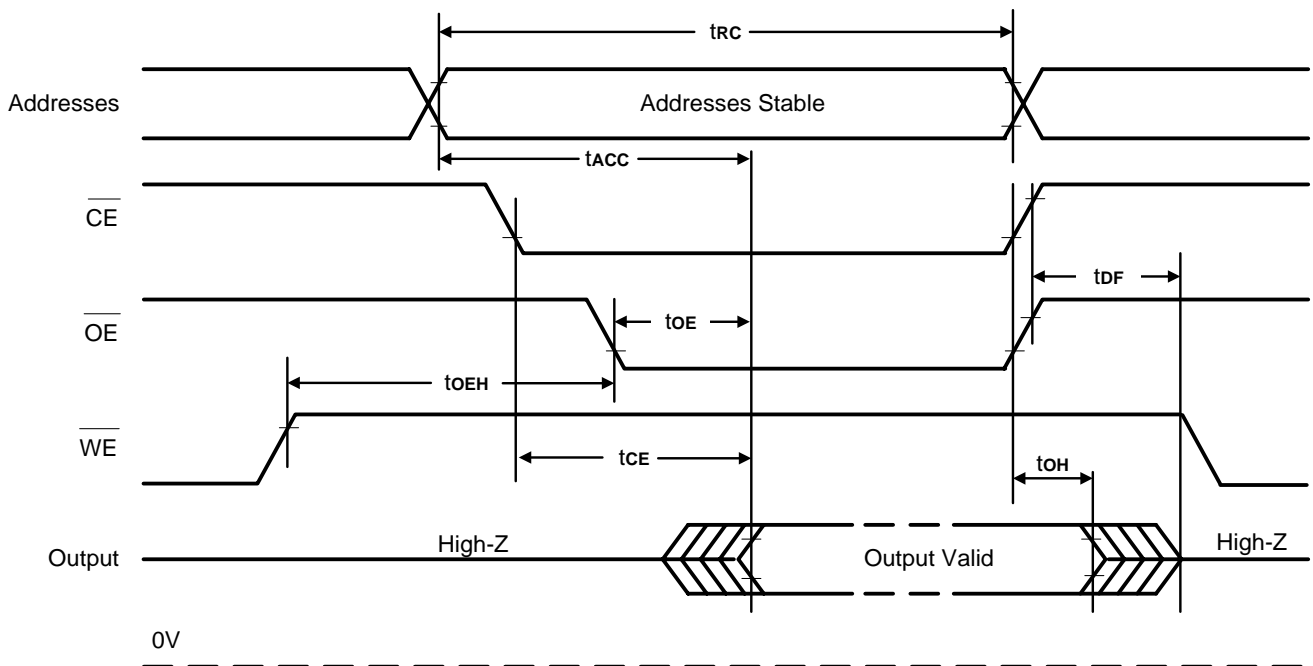 tRC
Addresses
Addresses Stable
tACC
CE
tDF
OE
tOE
tOEH
WE
tCE
tOH
Output
High-Z
Output Valid
High-Z
0V